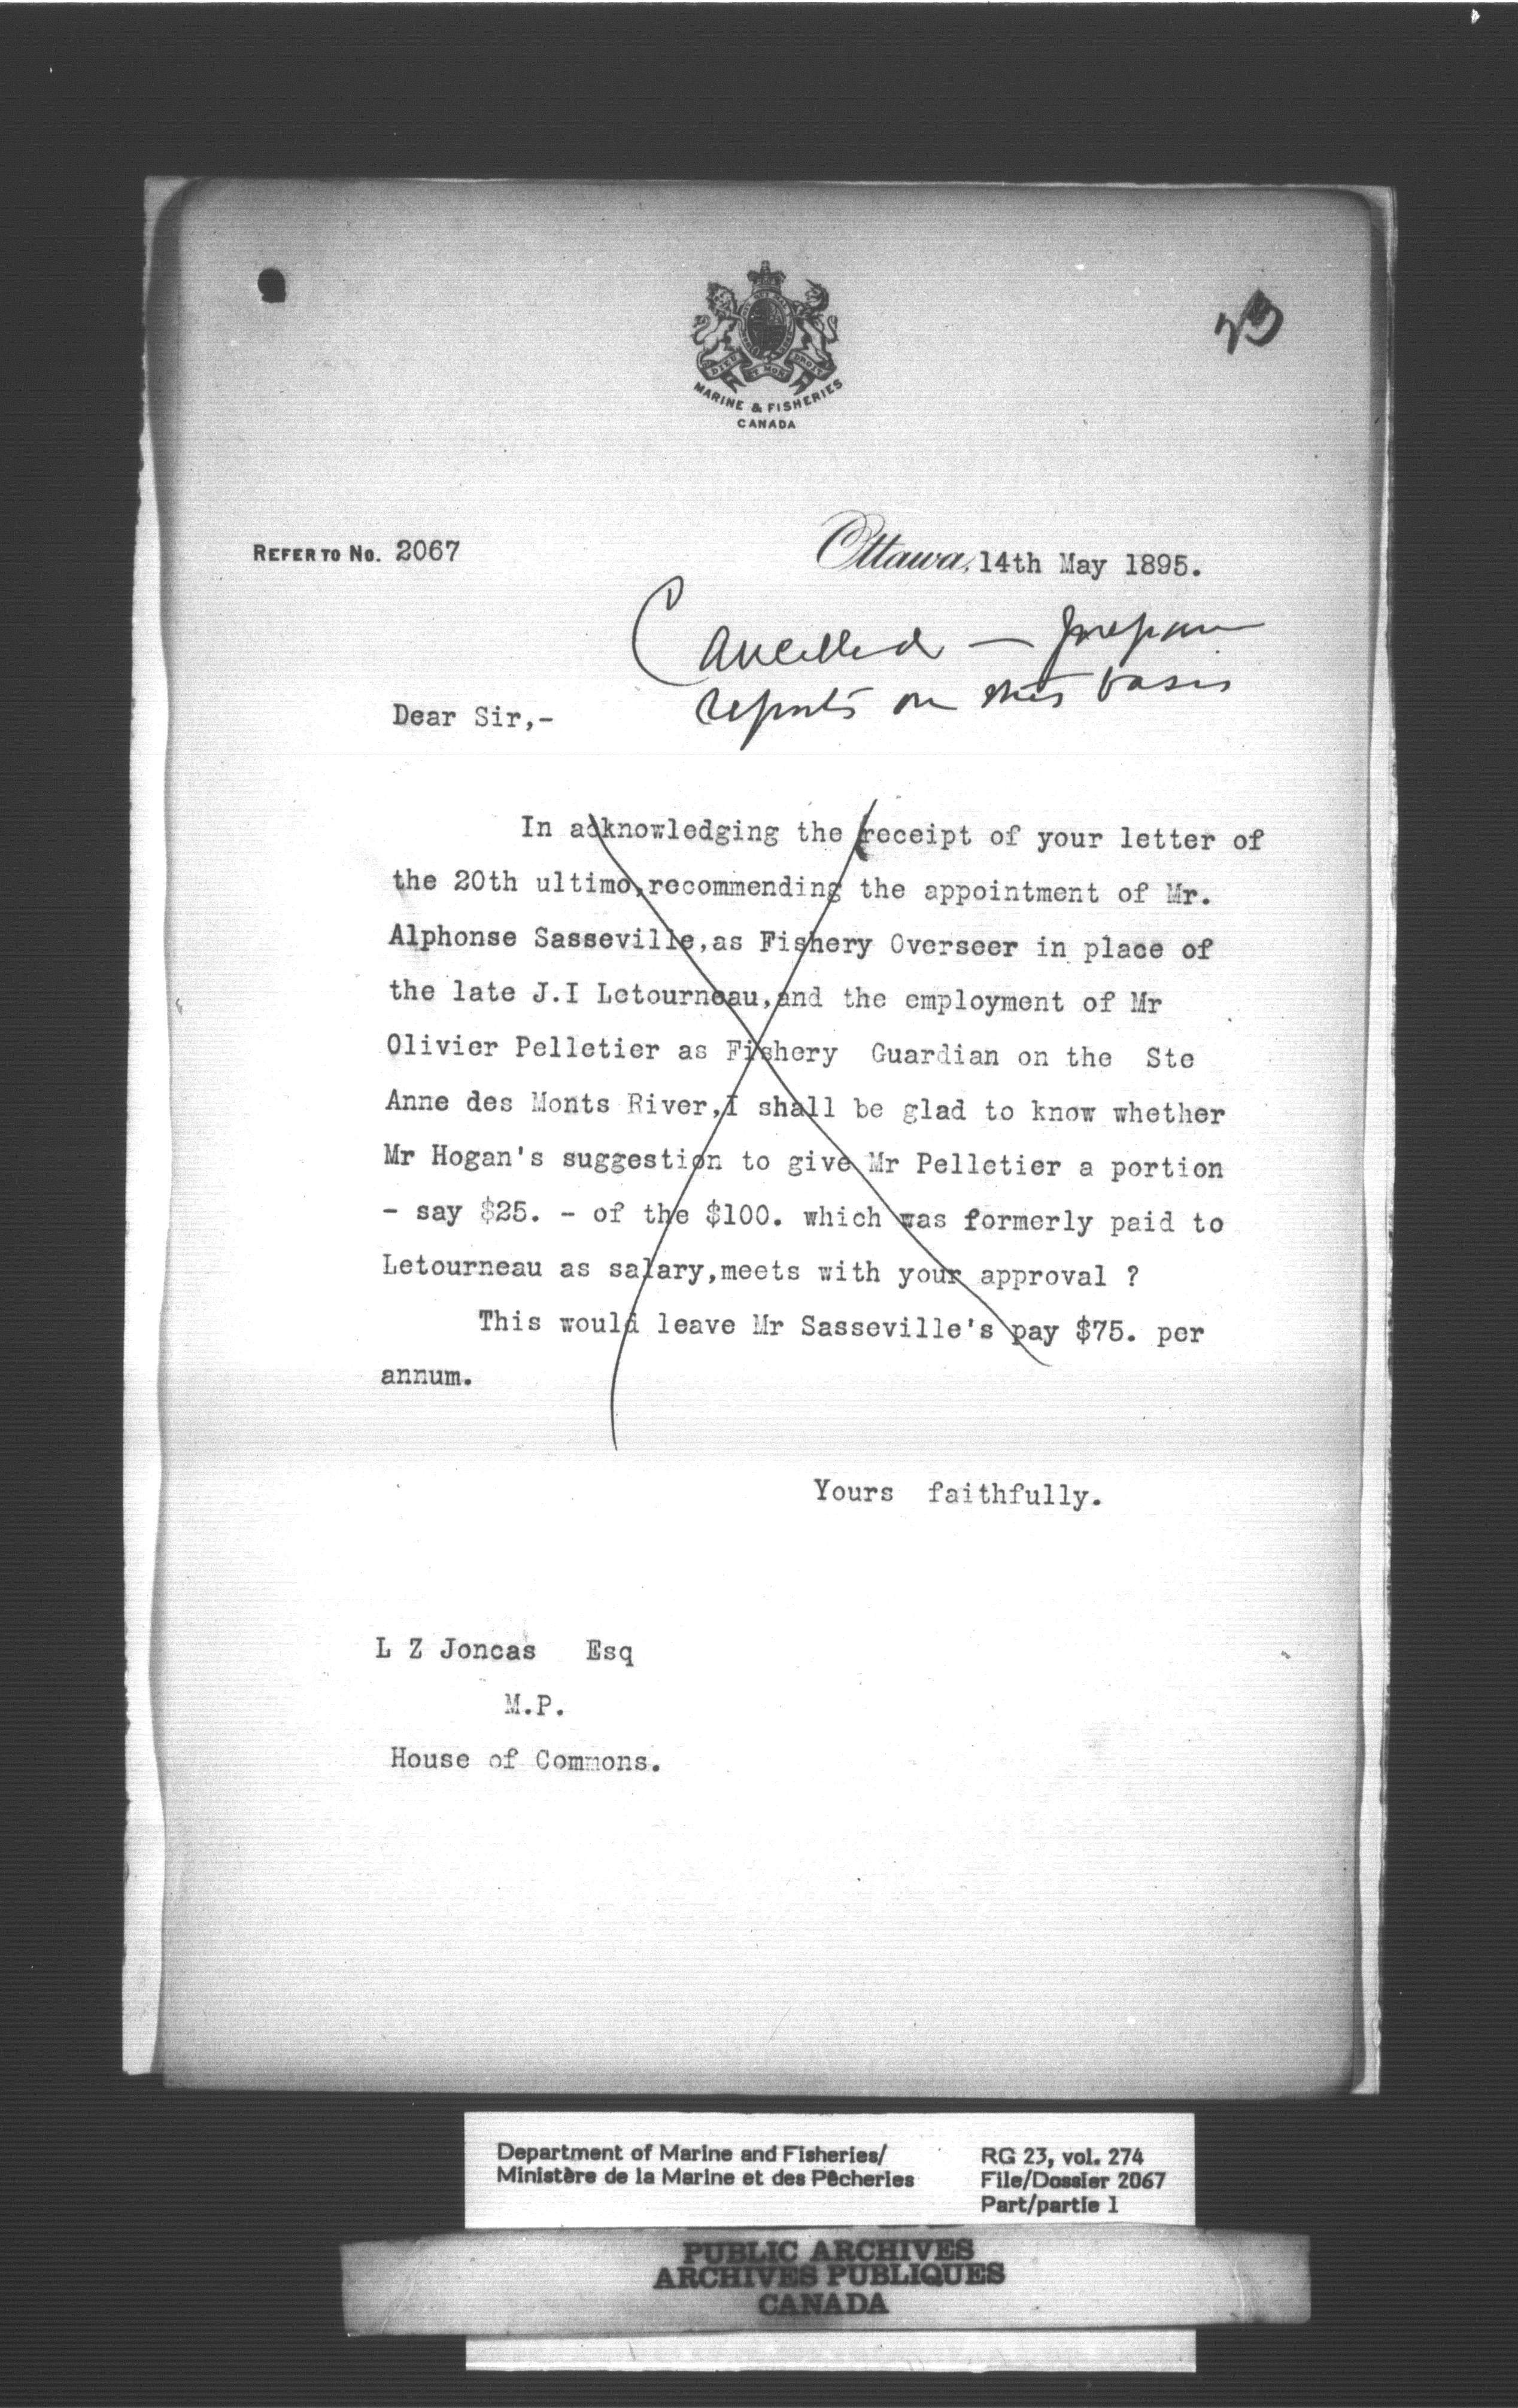 23
DIEU ET MON DROIT
MARINE & FISHERIES
CANADA
REFER TO No. 2067
Ottawa, 14th May 1895.
Cancelled — prepare
reports on this basis
Dear Sir,-
In acknowledging the receipt of your letter of
the 20th ultimo,recommending the appointment of Mr.
Alphonse Sasseville,as Fishery Overseer in place of
the late J.I Letourneau,and the employment of Mr
Olivier Pelletier as Fishery Guardian on the Ste
Anne des Monts River,I shall be glad to know whether
Mr Hogan's suggestion to give Mr Pelletier a portion
- say $25. - of the $100. which was formerly paid to
Letourneau as salary,meets with your approval ?
This would leave Mr Sasseville's pay $75. per
annum.
Yours faithfully.
L Z Joncas Esq
M.P.
House of Commons.
Department of Marine and Fisheries/
Ministère de la Marine et des Pêcheries
RG 23, vol. 274
File/Dossier 2067
Part/partie 1
PUBLIC ARCHIVES
ARCHIVES PUBLIQUES
CANADA